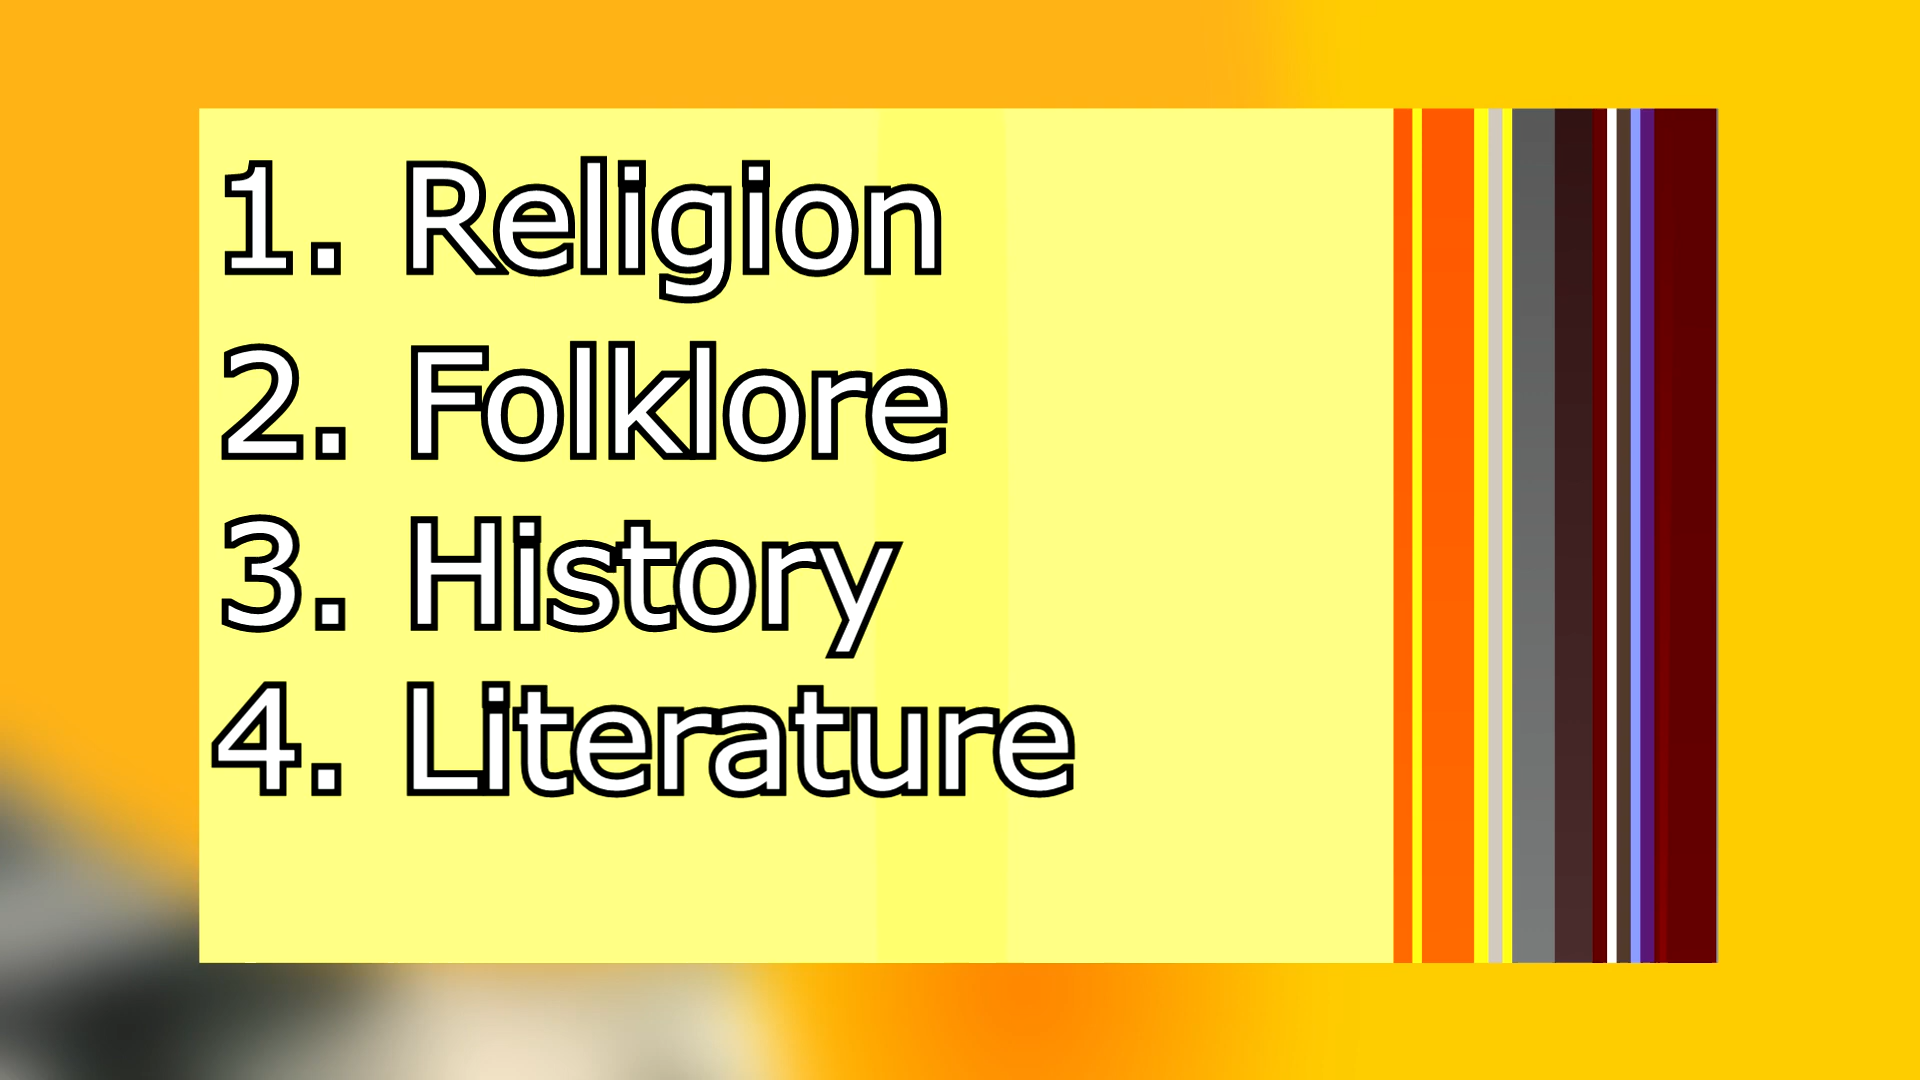 1. Religion
2. Folklore
3. History
4. Literature